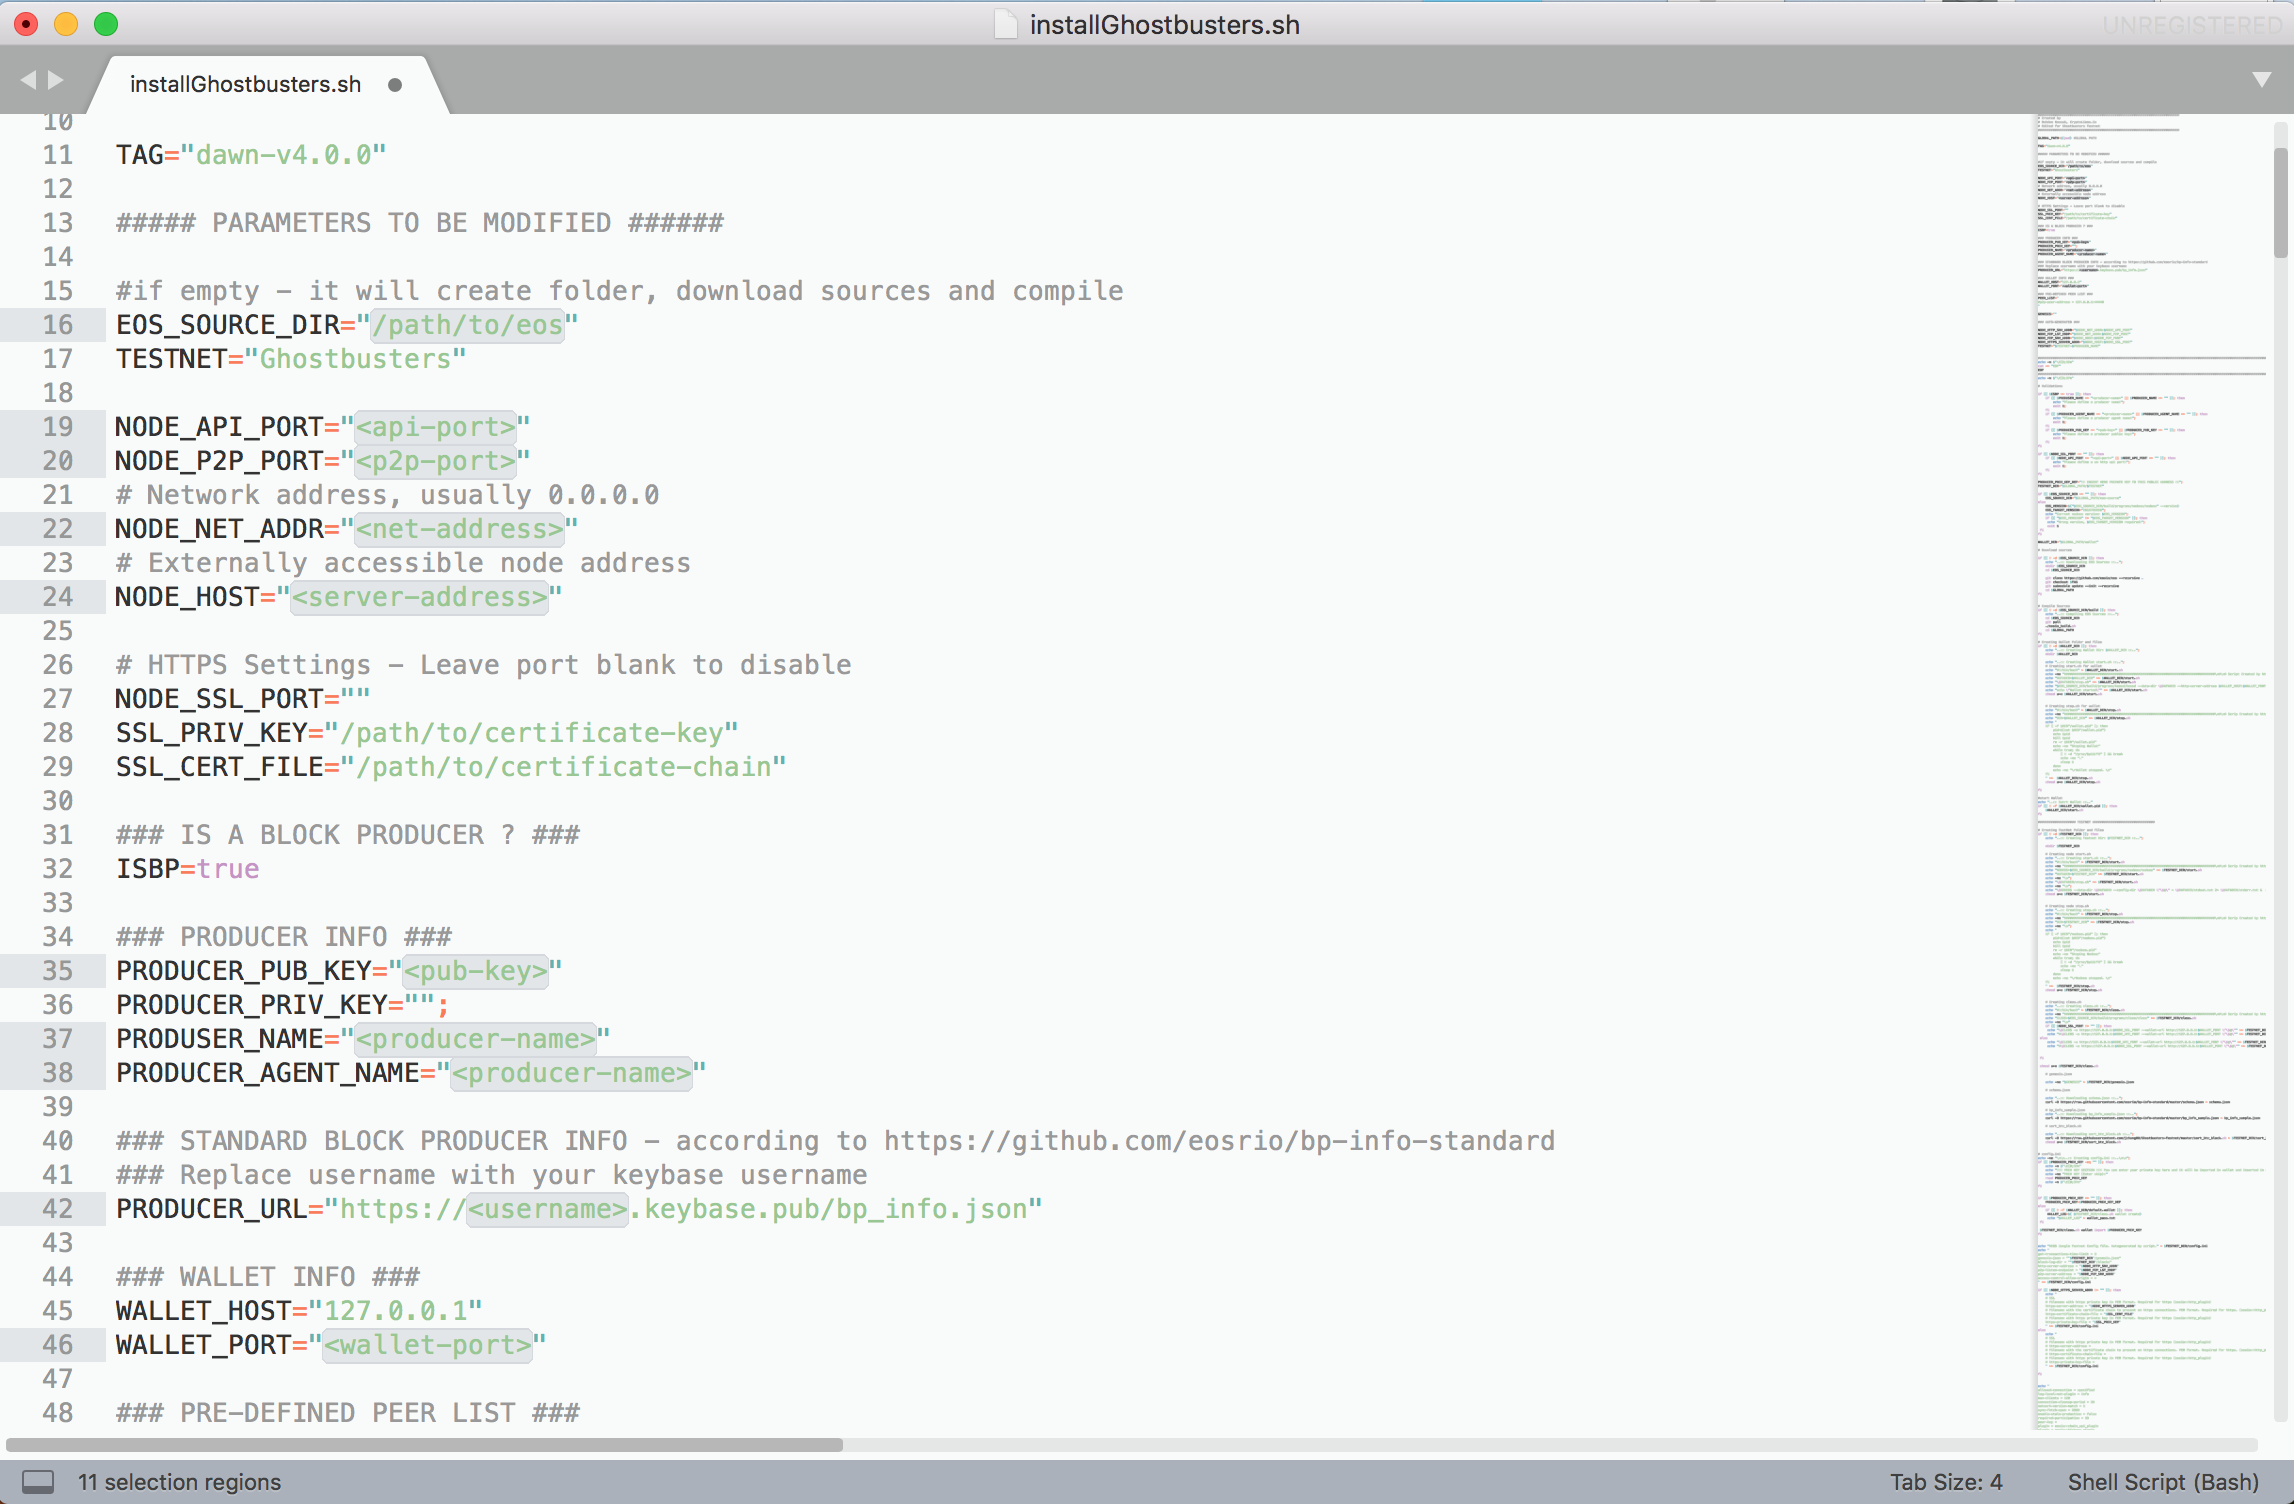 installGhostbusters.sh
UNREGISTERED
installGhostbusters.sh
10
11 TAG="dawn-v4.0.0"
12
13 ##### PARAMETERS TO BE MODIFIED ######
14
15 #if empty - it will create folder, download sources and compile
16 EOS_SOURCE_DIR="/path/to/eos"
17 TESTNET="Ghostbusters"
18
19 NODE_API_PORT="<api-port>"
20 NODE_P2P_PORT="<p2p-port>"
21 # Network address, usually 0.0.0.0
22 NODE_NET_ADDR="<net-address>"
23 # Externally accessible node address
24 NODE_HOST="<server-address>"
25
26 # HTTPS Settings - Leave port blank to disable
27 NODE_SSL_PORT=""
28 SSL_PRIV_KEY="/path/to/certificate-key"
29 SSL_CERT_FILE="/path/to/certificate-chain"
30
31 ### IS A BLOCK PRODUCER ? ###
32 ISBP=true
33
34 ### PRODUCER INFO ###
35 PRODUCER_PUB_KEY="<pub-key>"
36 PRODUCER_PRIV_KEY="";
37 PRODUSER_NAME="<producer-name>"
38 PRODUCER_AGENT_NAME="<producer-name>"
39
40 ### STANDARD BLOCK PRODUCER INFO - according to https://github.com/eosrio/bp-info-standard
41 ### Replace username with your keybase username
42 PRODUCER_URL="https://<username>.keybase.pub/bp_info.json"
43
44 ### WALLET INFO ###
45 WALLET_HOST="127.0.0.1"
46 WALLET_PORT="<wallet-port>"
47
48 ### PRE-DEFINED PEER LIST ###
11 selection regions
Tab Size: 4
Shell Script (Bash)